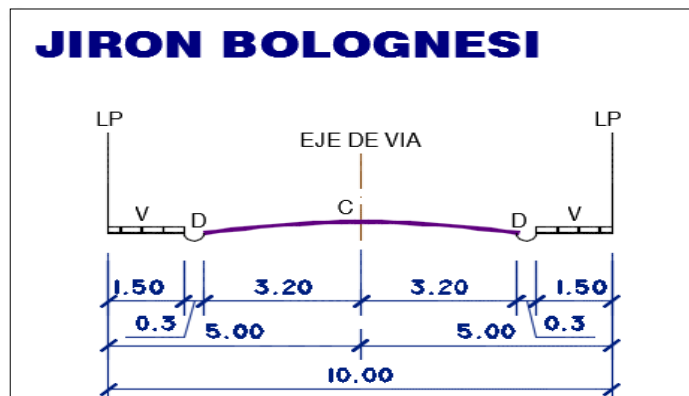 JIRON BOLOGNESI
LP LP
EJE DE VIA
V D C D V
1.50 3.20 3.20 1.50
0.3 5.00 5.00 0.3
10.00